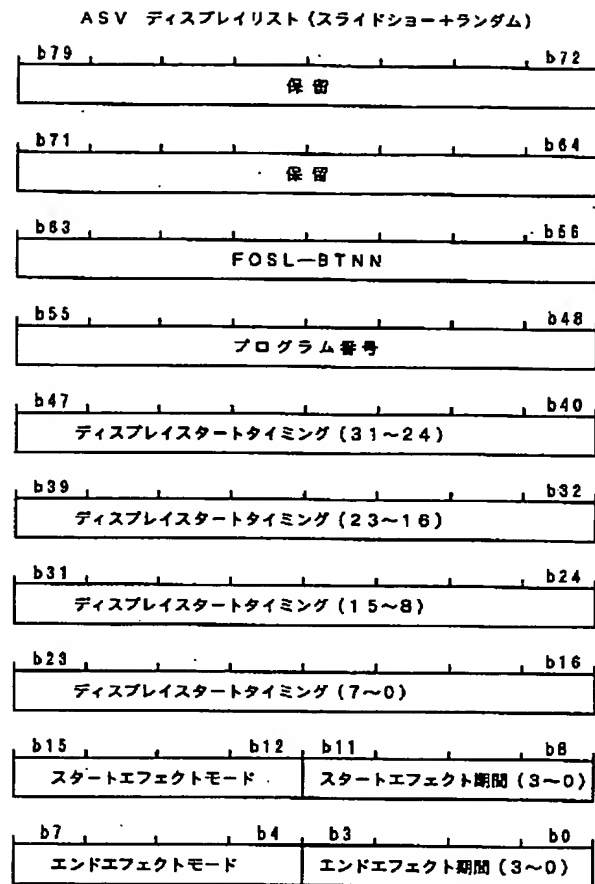 ASV ディスプレイリスト(スライドショー+ランダム)
b79 b72
保留
b71 b64
保留
b63 b56
FOSL—BTNN
b55 b48
プログラム番号
b47 b40
ディスプレイスタートタイミング(31~24)
b39 b32
ディスプレイスタートタイミング(23~16)
b31 b24
ディスプレイスタートタイミング(15~8)
b23 b16
ディスプレイスタートタイミング(7~0)
b15 b12 b11 b8
スタートエフェクトモード スタートエフェクト期間(3~0)
b7 b4 b3 b0
エンドエフェクトモード エンドエフェクト期間(3~0)